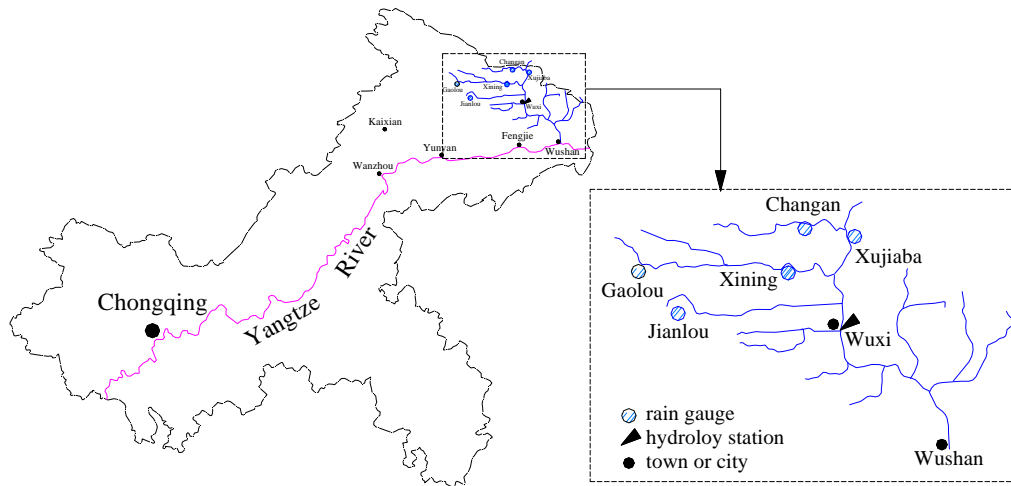 Changan
Xujiaba
Gaolou
Xining
Jianlou
Wuxi
Kaixian
Fengjie
Yunyan
Wushan
Wanzhou
Chongqing
Yangtze River
Changan
Xujiaba
Gaolou
Xining
Jianlou
Wuxi
rain gauge
hydroloy station
town or city
Wushan